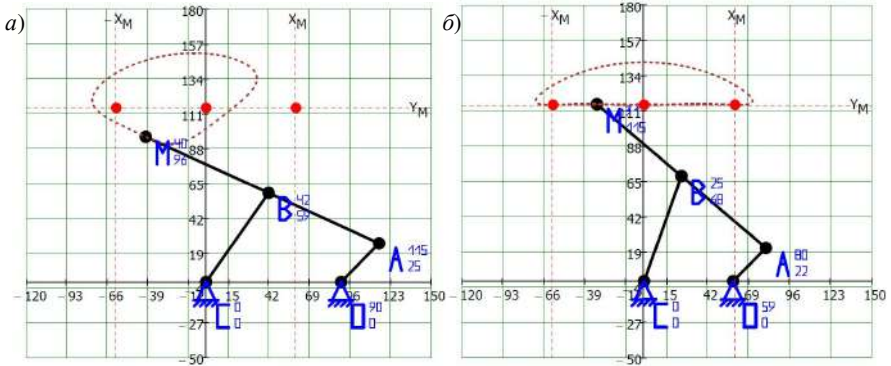 а)
180
157
134
111
88
65
42
19
-27
-50
-120 -93 -66 -39 15 42 69 96 123 150
-X_M
X_M
Y_M
M 96
B 42 59
A 115 25
C 0 0
O 90 0
б)
180
157
134
111
88
65
42
19
-27
-50
-120 -93 -66 -39 15 42 69 96 123 150
-X_M
X_M
Y_M
M 115
B 25 68
A 80 22
C 0 0
O 59 0